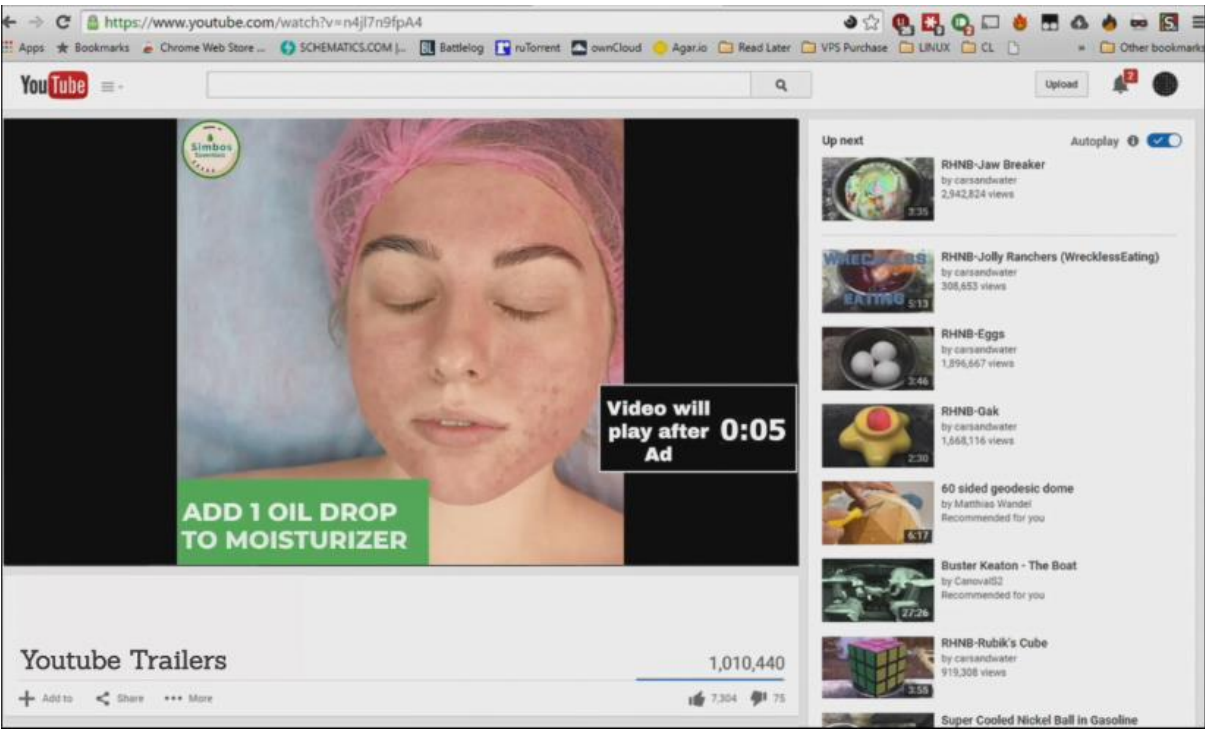 https://www.youtube.com/watch?v=n4jl7n9fpA4
Apps Bookmarks Chrome Web Store ... SCHEMATICS.COM |... Battlelog ruTorrent ownCloud Agar.io Read Later VPS Purchase LINUX CL » Other bookmarks
YouTube
Upload
Simbos
ADD 1 OIL DROP
TO MOISTURIZER
Video will
play after
Ad
0:05
Youtube Trailers
1,010,440
Add to Share More
7,304 75
Up next
Autoplay
RHNB-Jaw Breaker
by carsandwater
2,942,824 views
3:35
RHNB-Jolly Ranchers (WrecklessEating)
by carsandwater
308,653 views
WRECKLESS
EATING
5:13
RHNB-Eggs
by carsandwater
1,896,667 views
3:46
RHNB-Gak
by carsandwater
1,668,116 views
2:30
60 sided geodesic dome
by Matthias Wandel
Recommended for you
6:17
Buster Keaton - The Boat
by Canoval52
Recommended for you
27:26
RHNB-Rubik's Cube
by carsandwater
919,308 views
3:55
Super Cooled Nickel Ball in Gasoline